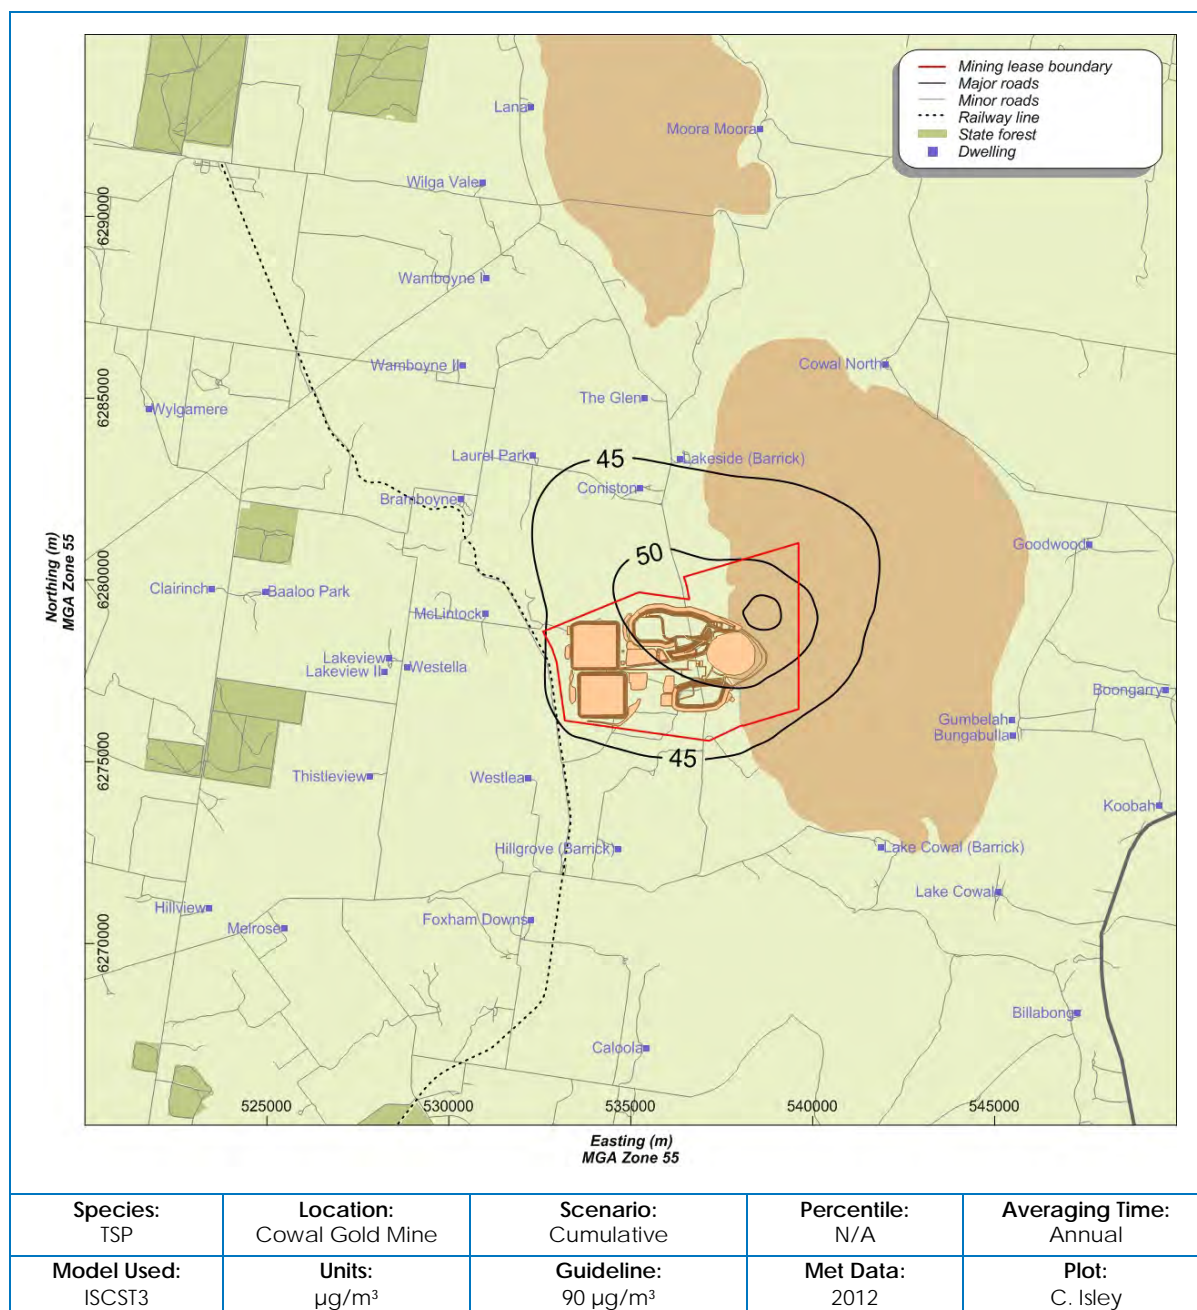 Mining lease boundary
Major roads
Minor roads
Railway line
State forest
Dwelling
Lana
Moora Moora
Wilga Vale
6290000
Wamboyne I
Wamboyne II
Cowal North
6285000
The Glen
Wylgamere
Laurel Park
45
Lakeside (Barrick)
Coniston
Bramboyne
Northing (m)
MGA Zone 55
50
Goodwood
6280000
Clairinch
Baaloo Park
McLintock
Lakeview
Westella
Lakeview II
Boongarry
Gumbelah
Bungabulla
45
6275000
Thistleview
Westlea
Koobah
Hillgrove (Barrick)
Lake Cowal (Barrick)
Lake Cowal
Hillview
Melrose
Foxham Downs
6270000
Billabong
Caloola
525000 530000 535000 540000 545000
Easting (m)
MGA Zone 55
Species: Location: Scenario: Percentile: Averaging Time:
TSP Cowal Gold Mine Cumulative N/A Annual
Model Used: Units: Guideline: Met Data: Plot:
ISCST3 µg/m³ 90 µg/m³ 2012 C. Isley